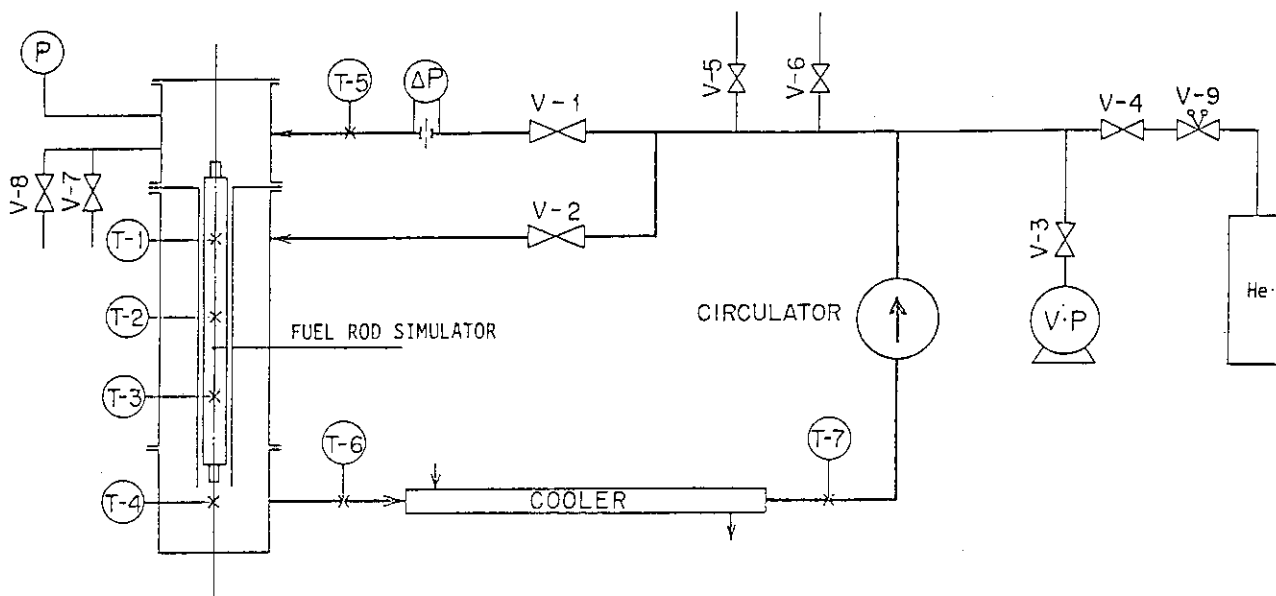 P
T-5
ΔP
V-1
V-5
V-6
V-4
V-9
V-8
V-7
T-1
V-2
V-3
He
T-2
FUEL ROD SIMULATOR
CIRCULATOR
V·P
T-3
T-6
T-7
T-4
COOLER